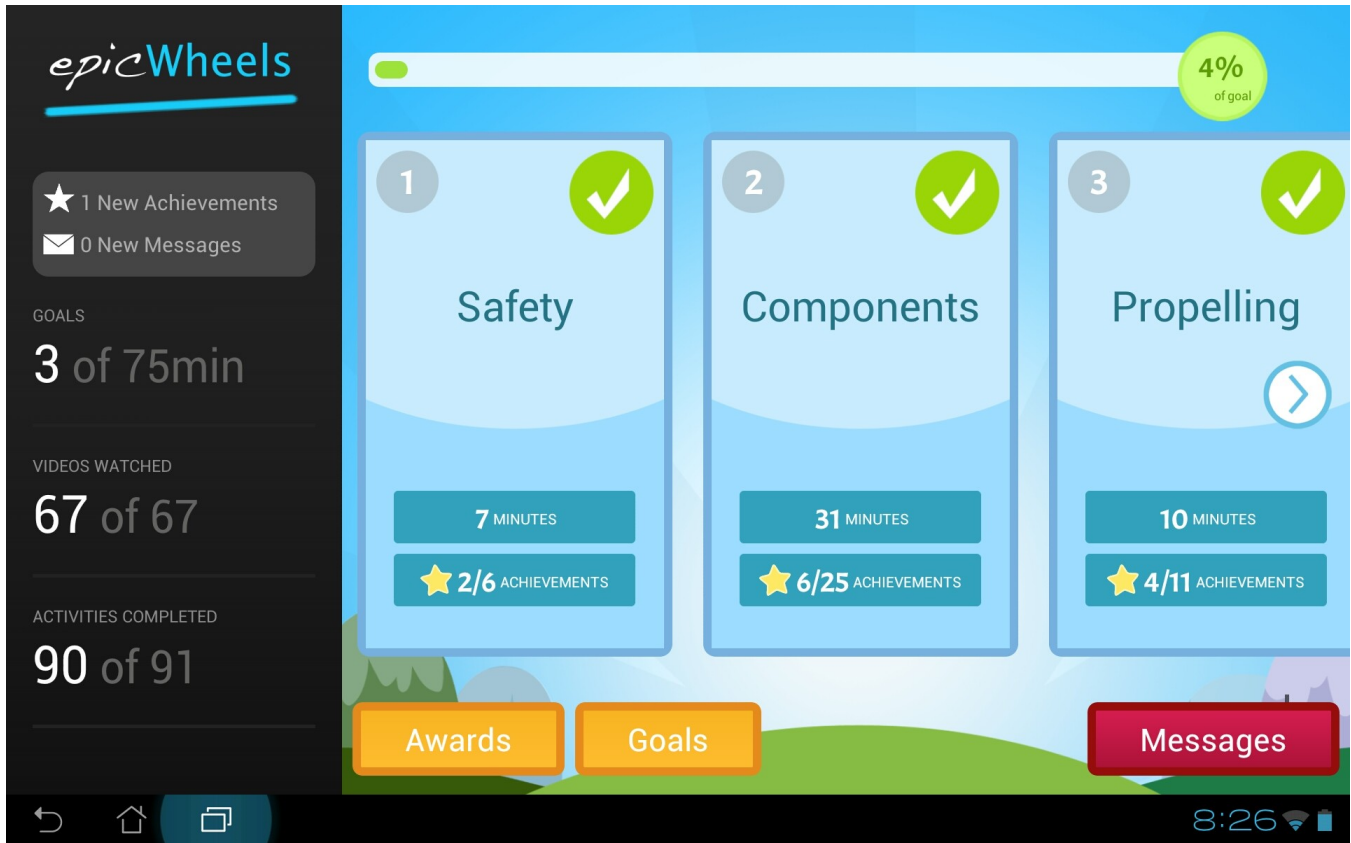 epicWheels
1 New Achievements
0 New Messages
GOALS
3 of 75min
VIDEOS WATCHED
67 of 67
ACTIVITIES COMPLETED
90 of 91
4%
of goal
1
Safety
7 MINUTES
2/6 ACHIEVEMENTS
2
Components
31 MINUTES
6/25 ACHIEVEMENTS
3
Propelling
10 MINUTES
4/11 ACHIEVEMENTS
Awards
Goals
Messages
8:26